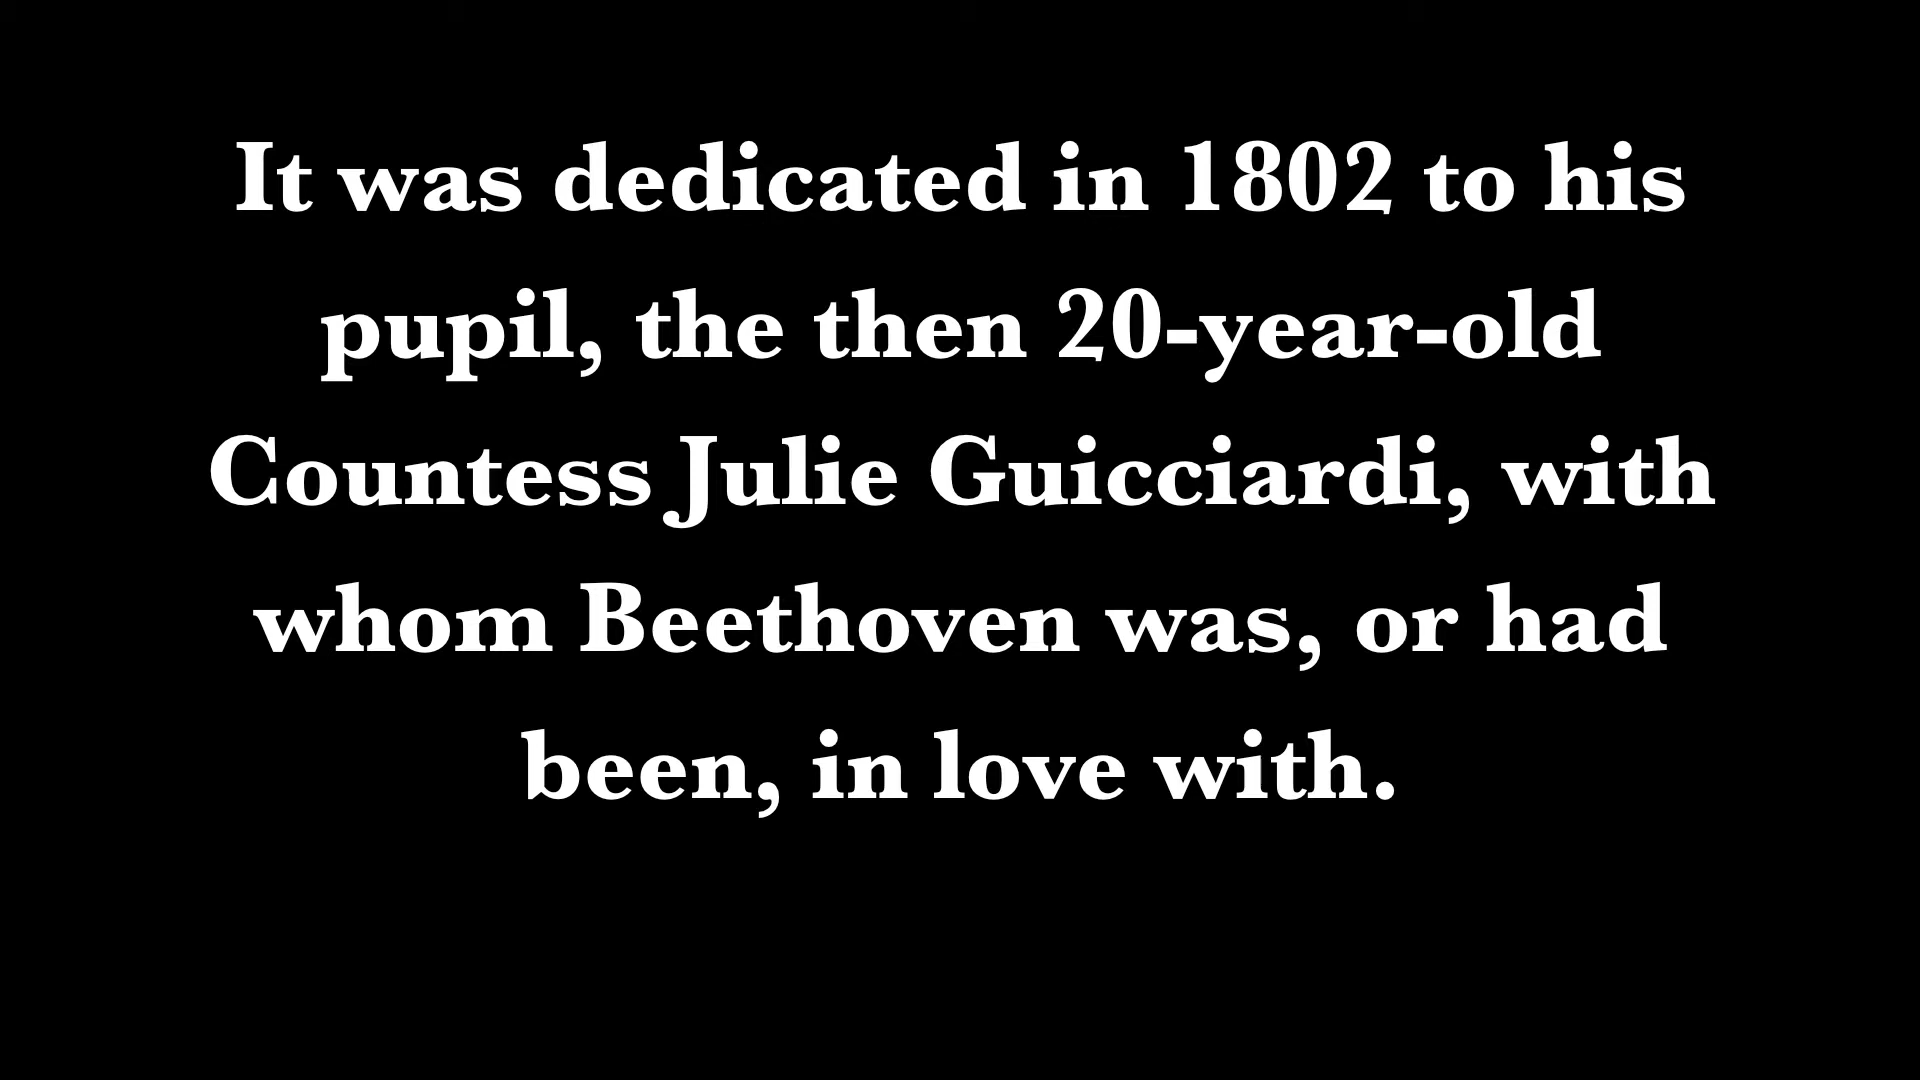 It was dedicated in 1802 to his
pupil, the then 20-year-old
Countess Julie Guicciardi, with
whom Beethoven was, or had
been, in love with.